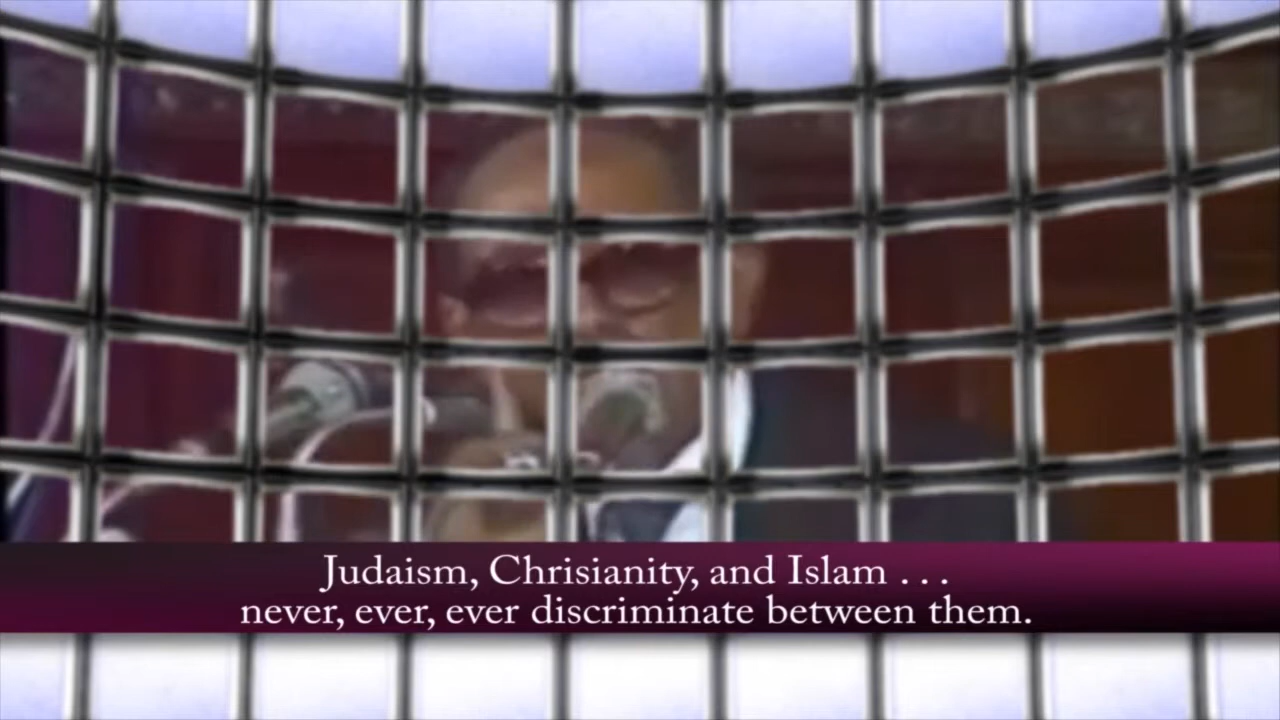 Judaism, Chrisianity, and Islam . . .
never, ever, ever discriminate between them.